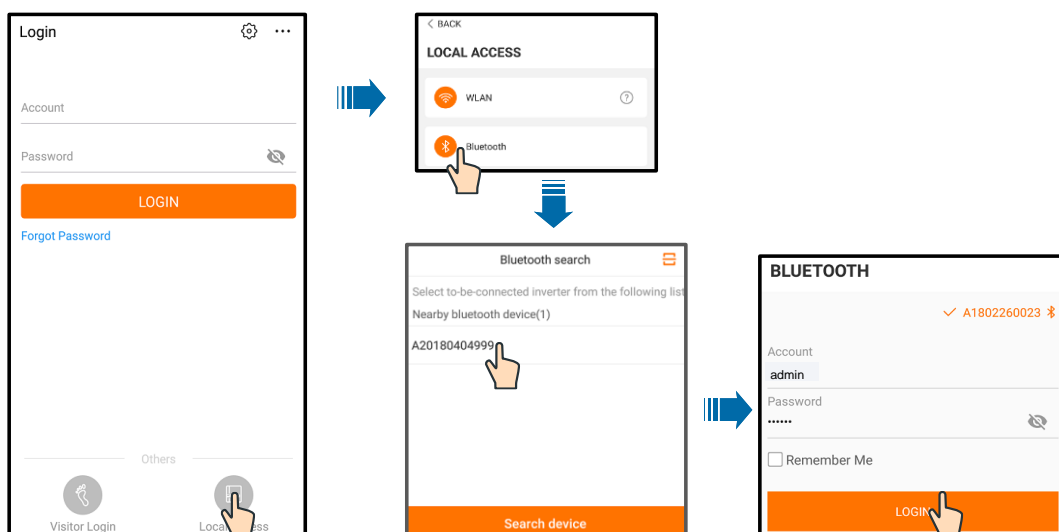 Login
Account
Password
LOGIN
Forgot Password
Others
Visitor Login
< BACK
LOCAL ACCESS
WLAN
?
Bluetooth
Bluetooth search
Select to-be-connected inverter from the following list
Nearby bluetooth device(1)
A20180404999
Search device
BLUETOOTH
A1802260023
Account
admin
Password
••••••
Remember Me
LOGIN